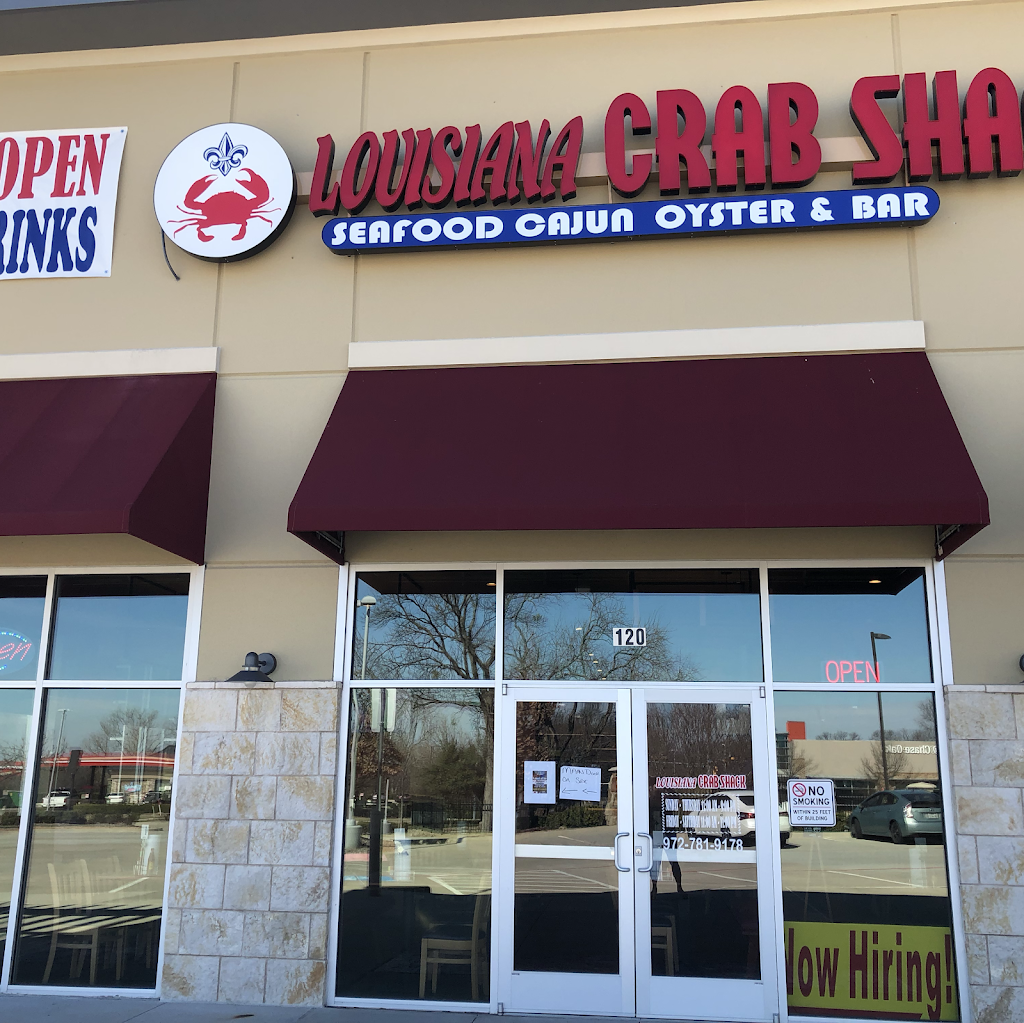 OPEN
RINKS
LOUISIANA CRAB SHA
SEAFOOD CAJUN OYSTER & BAR
120
OPEN
LOUISIANA CRAB SHACK
972-781-9178
NO
SMOKING
WITHIN 25 FEET
OF BUILDING
Now Hiring!